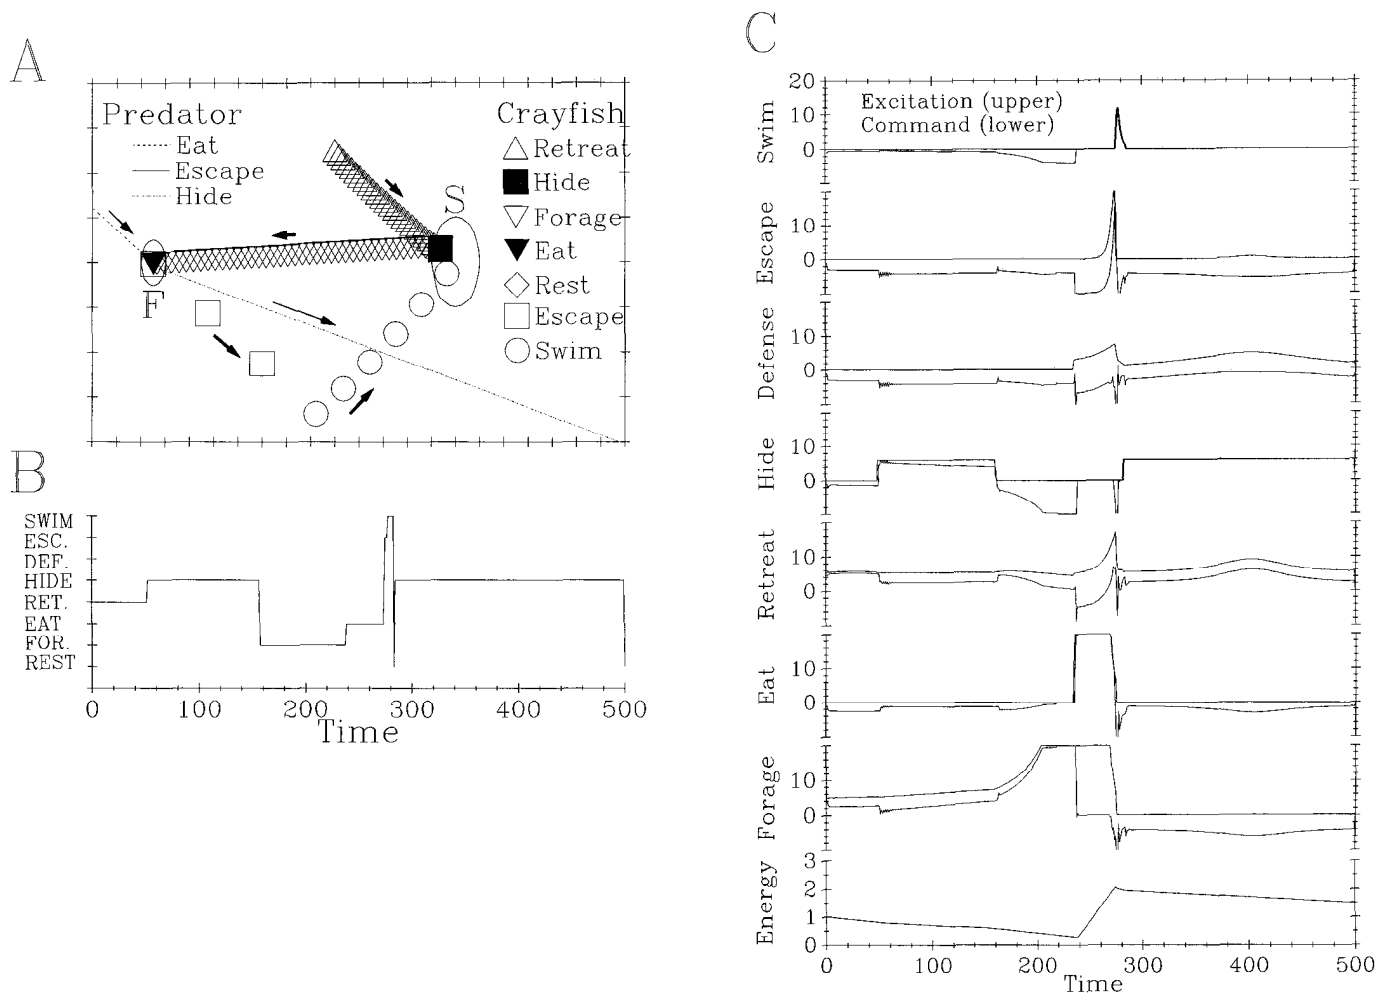 A
Predator
Eat
Escape
Hide
Crayfish
Retreat
Hide
Forage
Eat
Rest
Escape
Swim
S
F
B
SWIM
ESC.
DEF.
HIDE
RET.
EAT
FOR.
REST
0 100 200 300 400 500
Time
C
Excitation (upper)
Command (lower)
Swim
20
10
0
Escape
10
0
Defense
10
0
Hide
10
0
Retreat
10
0
Eat
10
0
Forage
10
0
Energy
3
2
1
0
0 100 200 300 400 500
Time